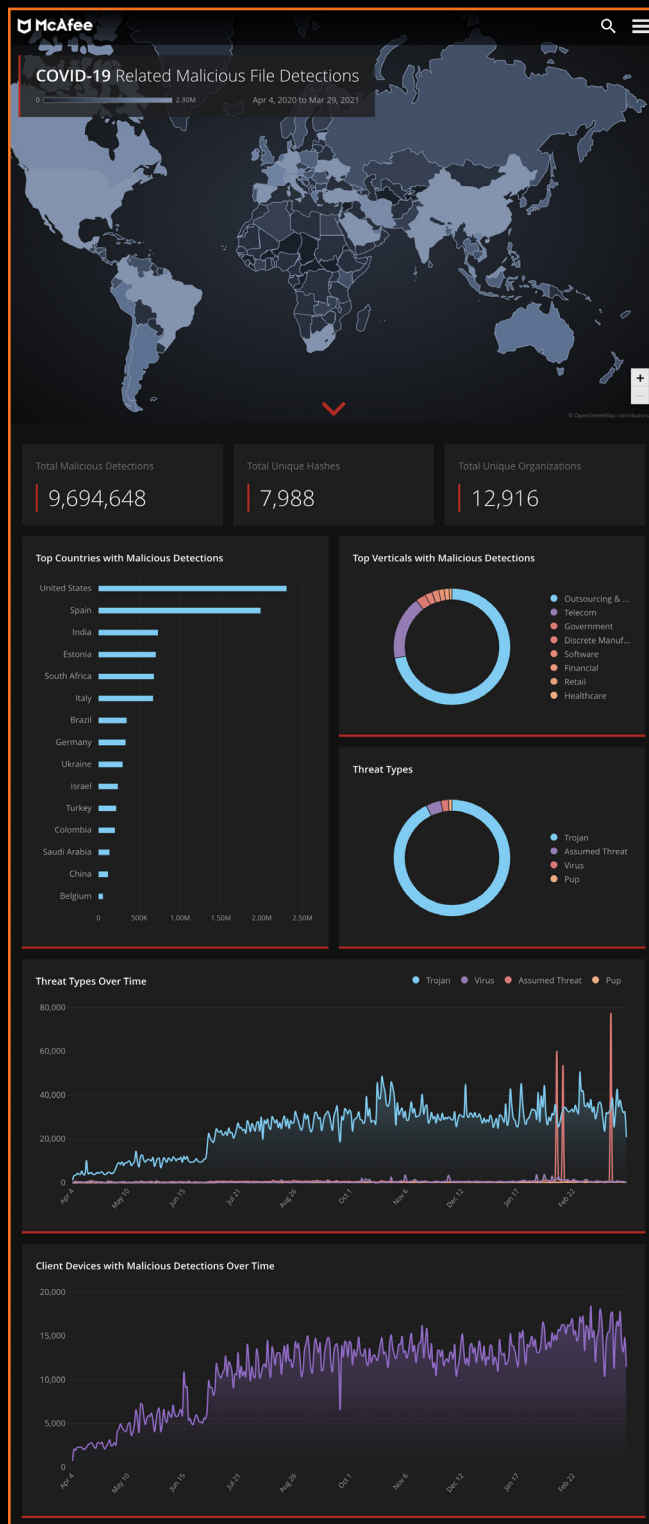 McAfee
COVID-19 Related Malicious File Detections
0 2.30M Apr 4, 2020 to Mar 29, 2021
+
−
© OpenStreetMap contributors
Total Malicious Detections
9,694,648
Total Unique Hashes
7,988
Total Unique Organizations
12,916
Top Countries with Malicious Detections
United States
Spain
India
Estonia
South Africa
Italy
Brazil
Germany
Ukraine
Israel
Turkey
Colombia
Saudi Arabia
China
Belgium
0 500K 1.00M 1.50M 2.00M 2.50M
Top Verticals with Malicious Detections
Outsourcing & ...
Telecom
Government
Discrete Manuf...
Software
Financial
Retail
Healthcare
Threat Types
Trojan
Assumed Threat
Virus
Pup
Threat Types Over Time
Trojan Virus Assumed Threat Pup
80,000
60,000
40,000
20,000
0
Apr 4 May 10 Jun 15 Jul 21 Aug 26 Oct 1 Nov 6 Dec 12 Jan 17 Feb 22
Client Devices with Malicious Detections Over Time
20,000
15,000
10,000
5,000
0
Apr 4 May 10 Jun 15 Jul 21 Aug 26 Oct 1 Nov 6 Dec 12 Jan 17 Feb 22